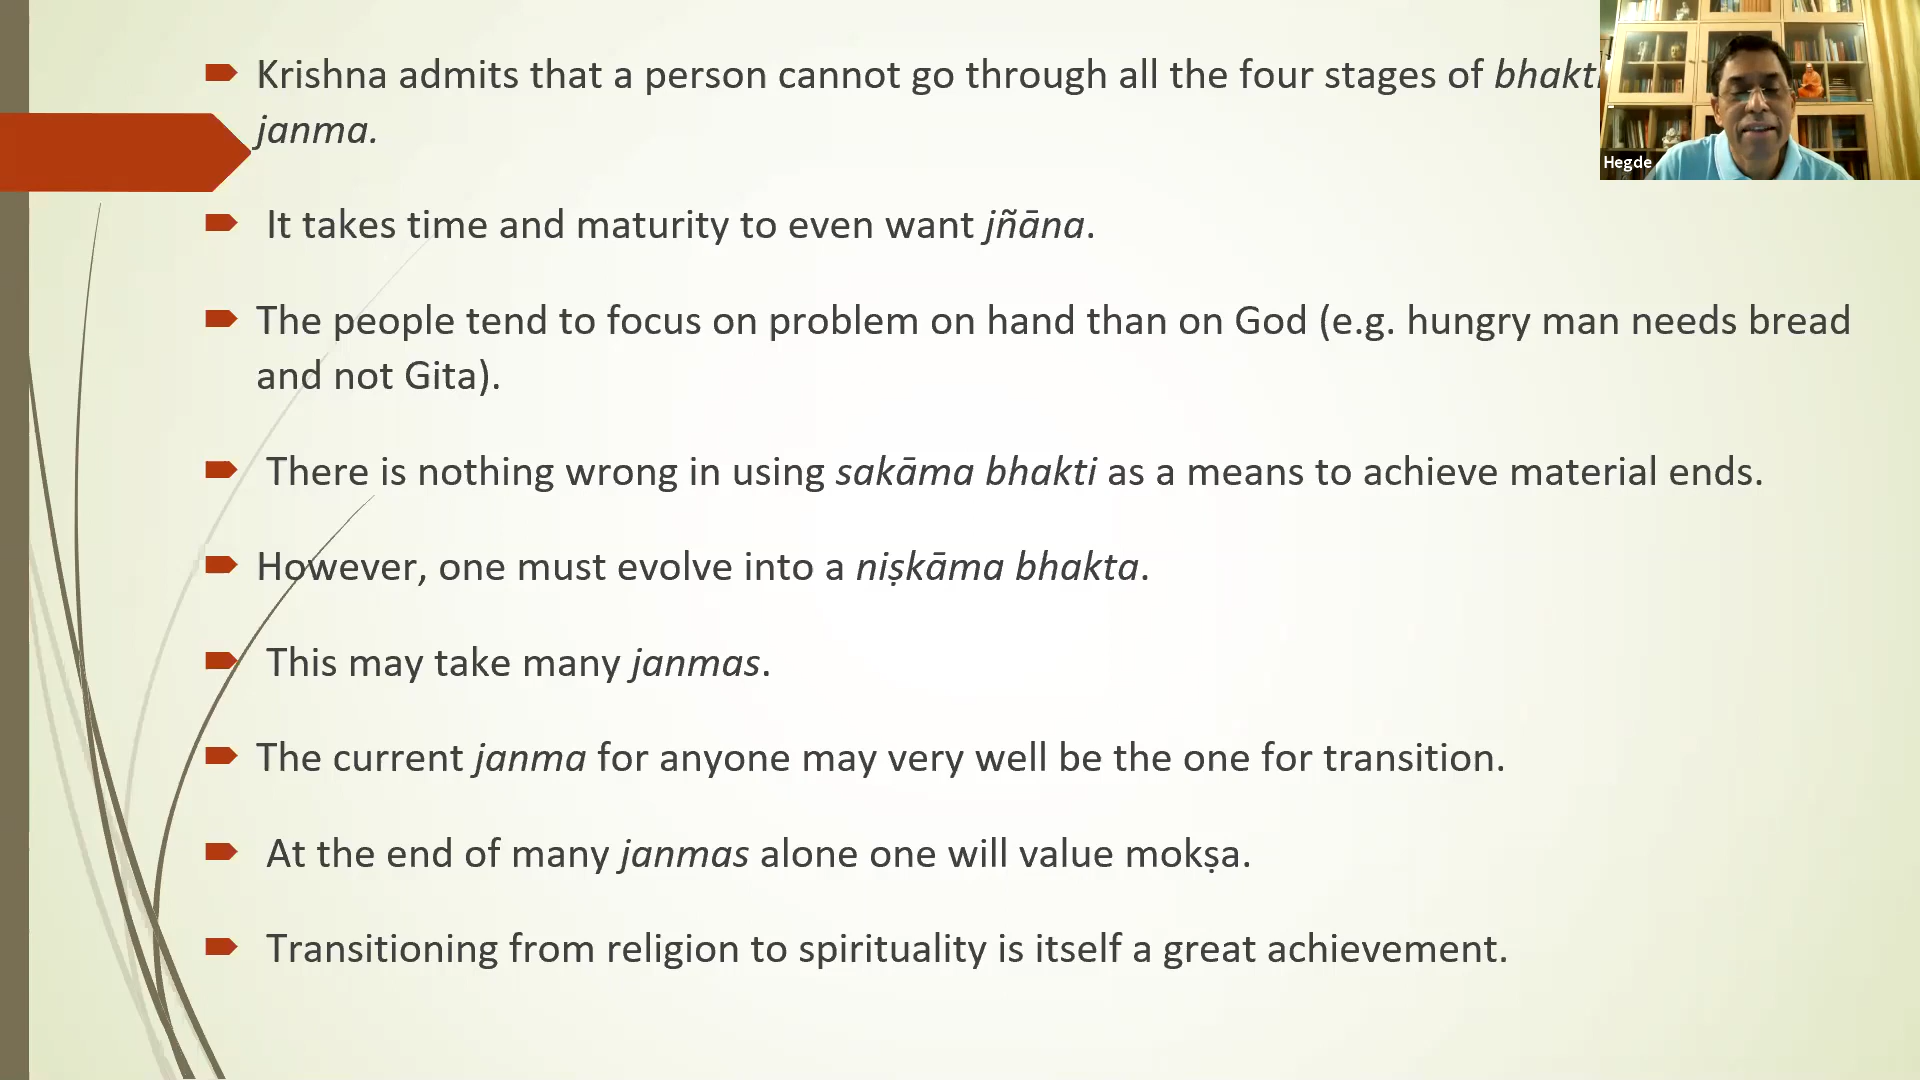 Krishna admits that a person cannot go through all the four stages of bhakti
janma.
It takes time and maturity to even want jñāna.
The people tend to focus on problem on hand than on God (e.g. hungry man needs bread
and not Gita).
There is nothing wrong in using sakāma bhakti as a means to achieve material ends.
However, one must evolve into a niṣkāma bhakta.
This may take many janmas.
The current janma for anyone may very well be the one for transition.
At the end of many janmas alone one will value mokṣa.
Transitioning from religion to spirituality is itself a great achievement.
Hegde